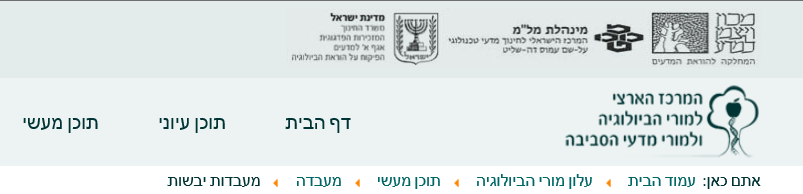 מכון ויצמן למדע
המחלקה להוראת המדעים
מינהלת מל"מ
המרכז הישראלי לחינוך מדעי טכנולוגי
על-שם עמוס דה-שליט
מדינת ישראל
משרד החינוך
המזכירות הפדגוגית
אגף א' למדעים
הפיקוח על הוראת הביולוגיה
המרכז הארצי
למורי הביולוגיה
ולמורי מדעי הסביבה
דף הבית
תוכן עיוני
תוכן מעשי
אתם כאן: עמוד הבית עלון מורי הביולוגיה תוכן מעשי מעבדה מעבדות יבשות